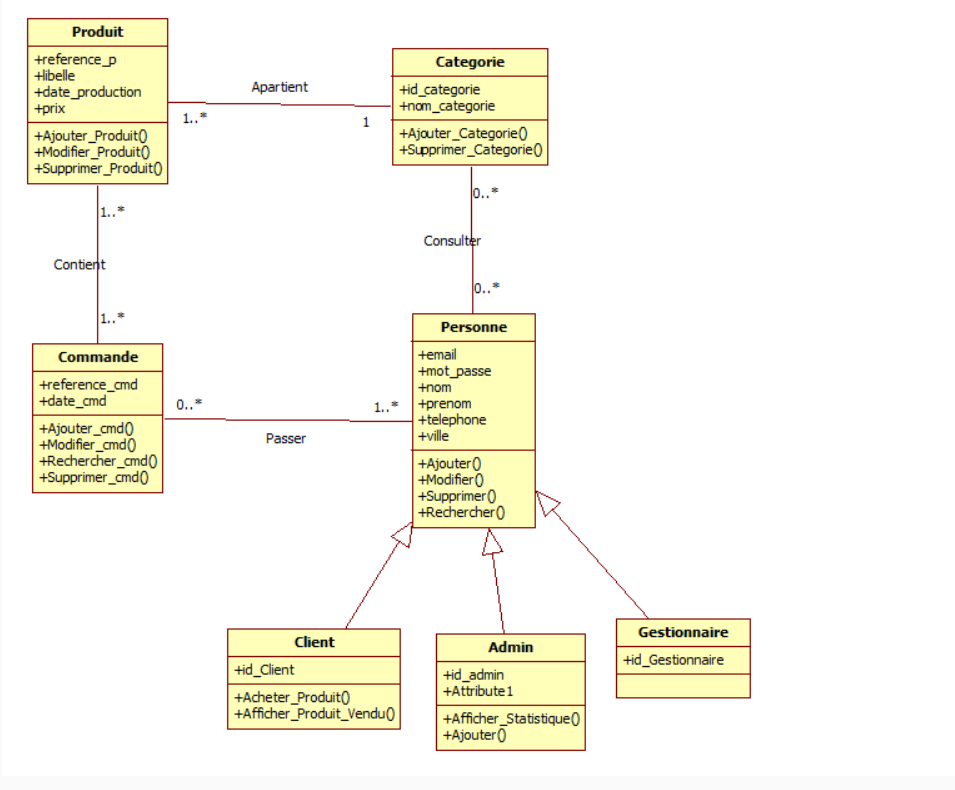 Produit
+reference_p
+libelle
+date_production
+prix
+Ajouter_Produit()
+Modifier_Produit()
+Supprimer_Produit()
Apartient
1..*
1
Categorie
+id_categorie
+nom_categorie
+Ajouter_Categorie()
+Supprimer_Categorie()
1..*
Contient
1..*
0..*
Consulter
0..*
Commande
+reference_cmd
+date_cmd
+Ajouter_cmd()
+Modifier_cmd()
+Rechercher_cmd()
+Supprimer_cmd()
0..*
1..*
Passer
Personne
+email
+mot_passe
+nom
+prenom
+telephone
+ville
+Ajouter()
+Modifier()
+Supprimer()
+Rechercher()
Client
+id_Client
+Acheter_Produit()
+Afficher_Produit_Vendu()
Admin
+id_admin
+Attribute1
+Afficher_Statistique()
+Ajouter()
Gestionnaire
+id_Gestionnaire